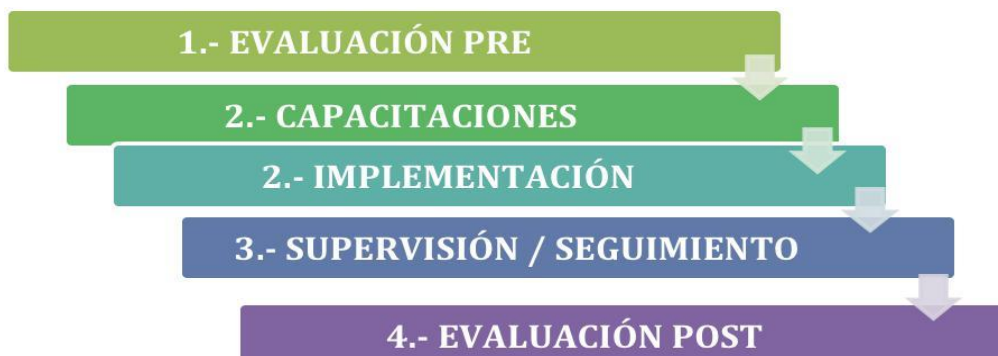 1.- EVALUACIÓN PRE
2.- CAPACITACIONES
2.- IMPLEMENTACIÓN
3.- SUPERVISIÓN / SEGUIMIENTO
4.- EVALUACIÓN POST